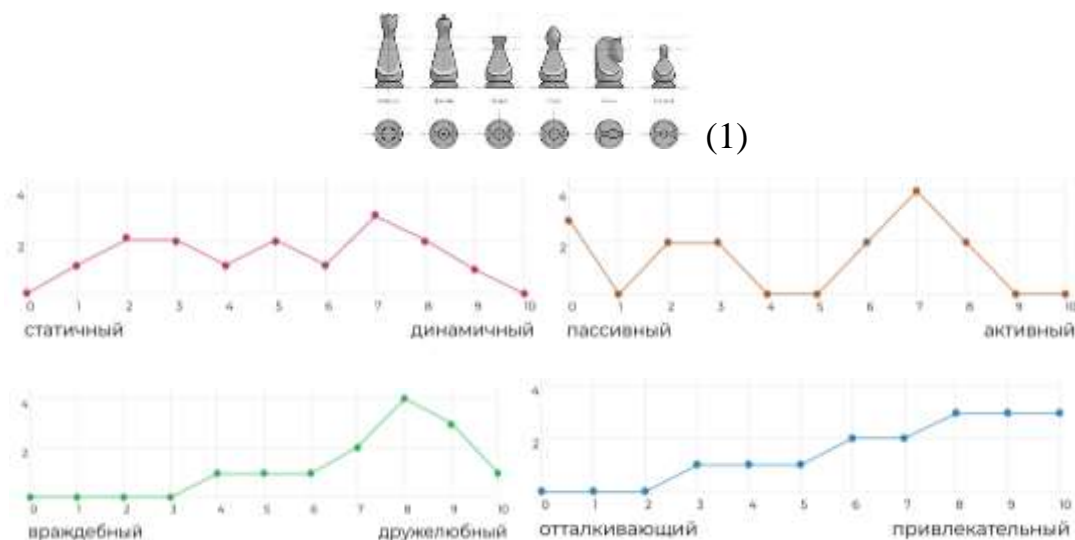 (1)
4 4
2 2
0 1 2 3 4 5 6 7 8 9 10 0 1 2 3 4 5 6 7 8 9 10
статичный динамичный пассивный активный
4 4
2 2
0 1 2 3 4 5 6 7 8 9 10 0 1 2 3 4 5 6 7 8 9 10
враждебный дружелюбный отталкивающий привлекательный